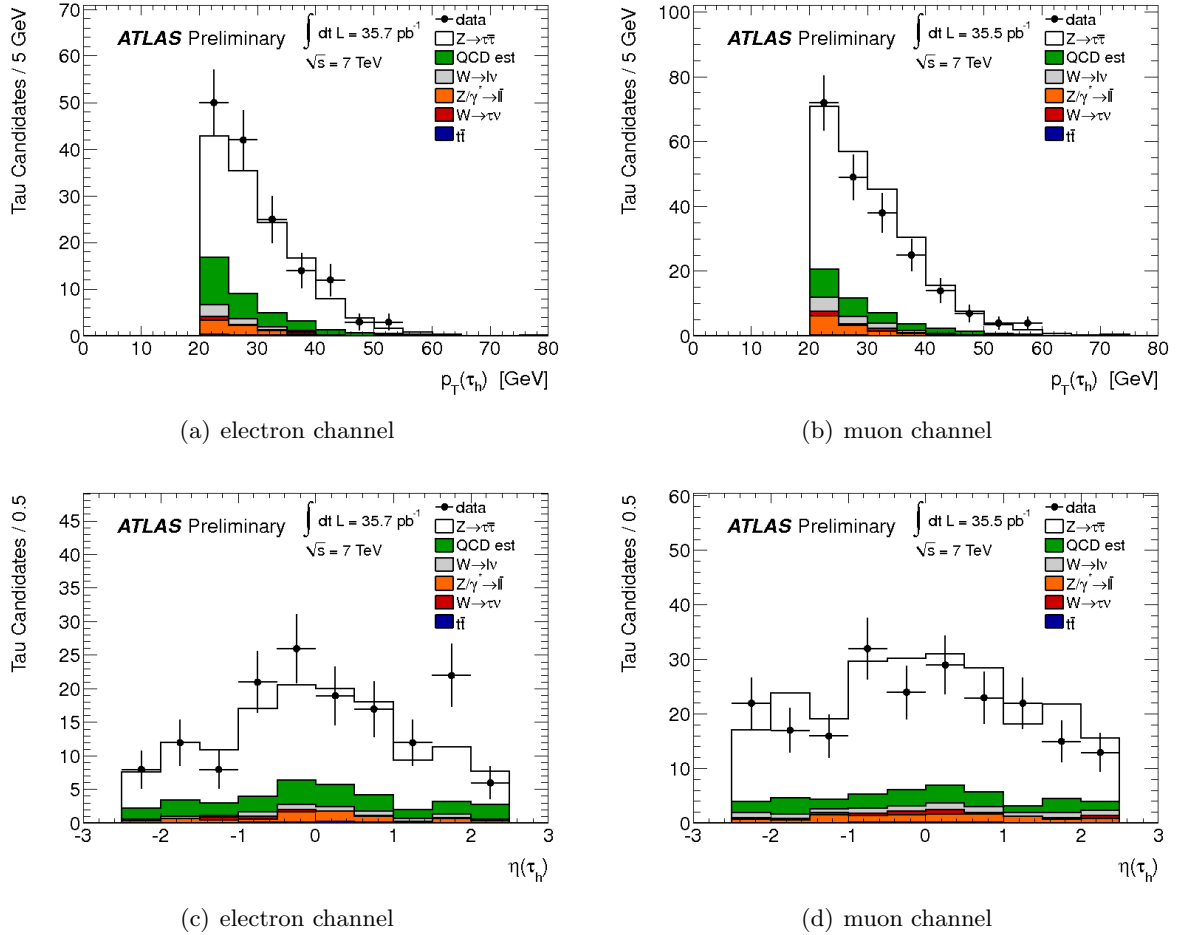 Tau Candidates / 5 GeV
70
60
50
40
30
20
10
0
0 10 20 30 40 50 60 70 80
p_T(τ_h) [GeV]
ATLAS Preliminary
∫ dt L = 35.7 pb⁻¹
√s = 7 TeV
data
Z→ττ
QCD est
W→lν
Z/γ*→ll
W→τν
tt̄
(a) electron channel
Tau Candidates / 5 GeV
100
80
60
40
20
0
0 10 20 30 40 50 60 70 80
p_T(τ_h) [GeV]
ATLAS Preliminary
∫ dt L = 35.5 pb⁻¹
√s = 7 TeV
data
Z→ττ
QCD est
W→lν
Z/γ*→ll
W→τν
tt̄
(b) muon channel
Tau Candidates / 0.5
45
40
35
30
25
20
15
10
5
0
-3 -2 -1 0 1 2 3
η(τ_h)
ATLAS Preliminary
∫ dt L = 35.7 pb⁻¹
√s = 7 TeV
data
Z→ττ
QCD est
W→lν
Z/γ*→ll
W→τν
tt̄
(c) electron channel
Tau Candidates / 0.5
60
50
40
30
20
10
0
-3 -2 -1 0 1 2 3
η(τ_h)
ATLAS Preliminary
∫ dt L = 35.5 pb⁻¹
√s = 7 TeV
data
Z→ττ
QCD est
W→lν
Z/γ*→ll
W→τν
tt̄
(d) muon channel